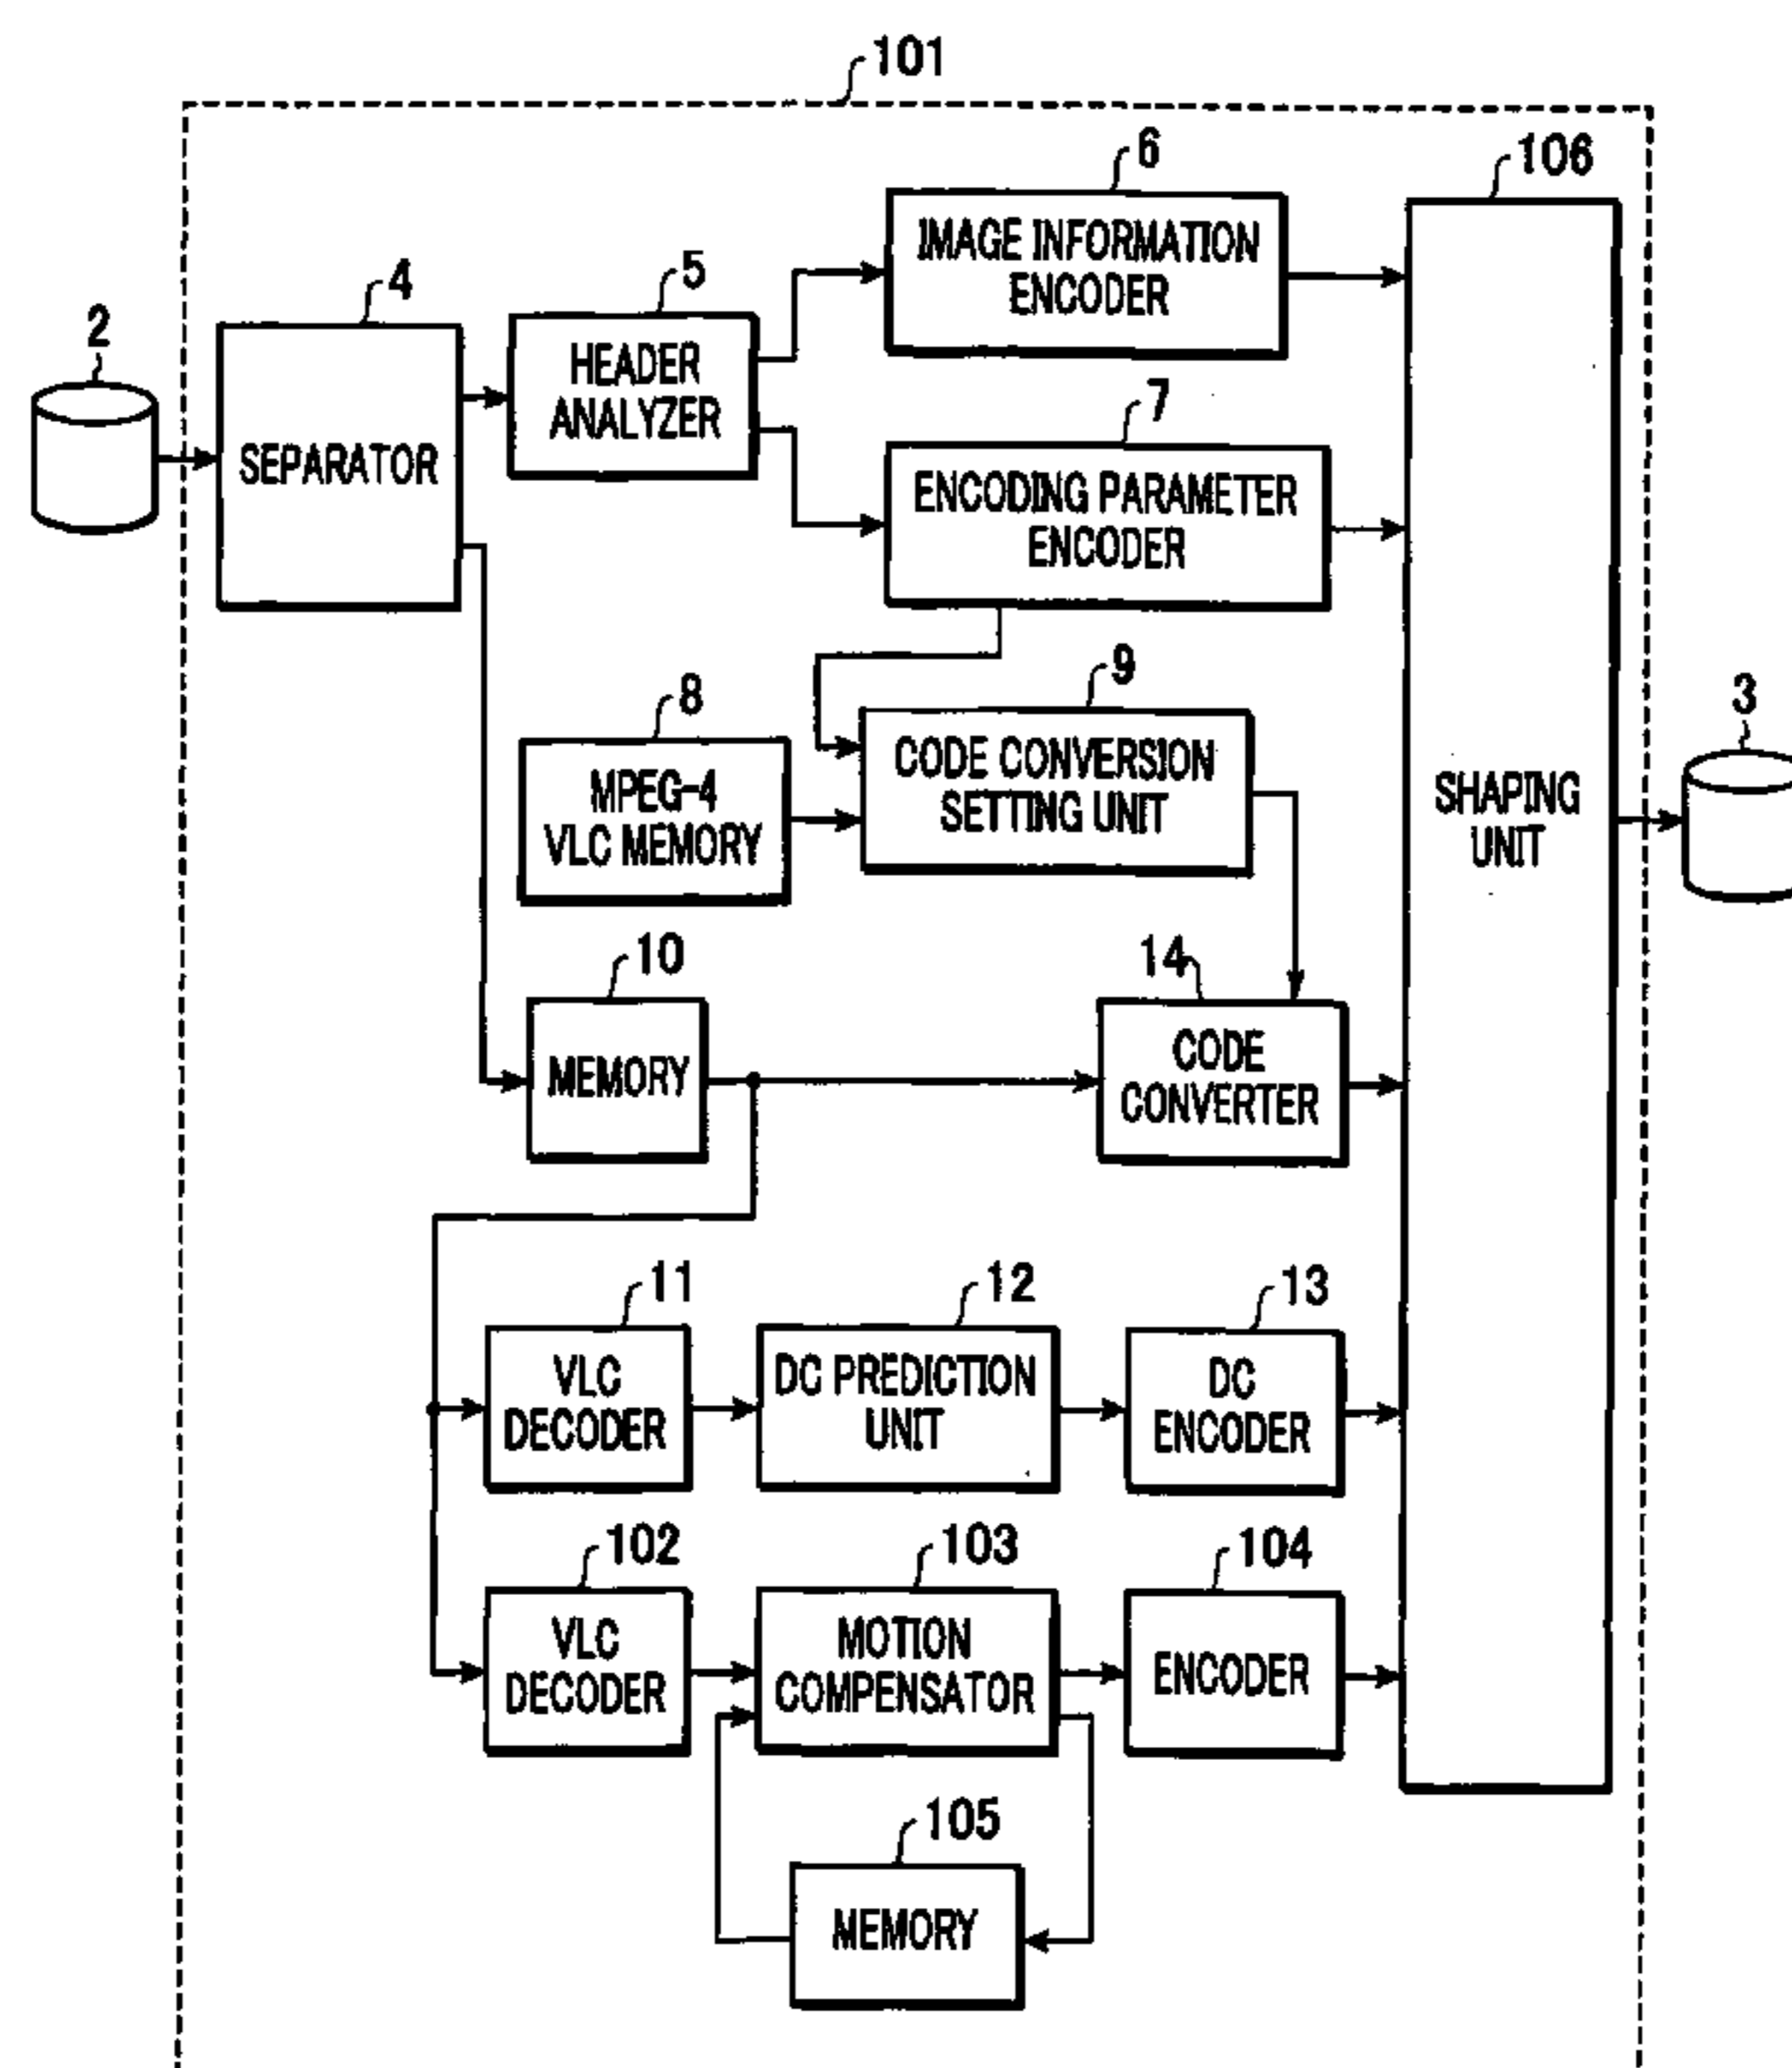 101
6
106
IMAGE INFORMATION
ENCODER
4
5
2
HEADER
ANALYZER
7
SEPARATOR
ENCODING PARAMETER
ENCODER
8
9
3
MPEG-4
VLC MEMORY
CODE CONVERSION
SETTING UNIT
SHAPING
UNIT
10
14
MEMORY
CODE
CONVERTER
11
12
13
VLC
DECODER
DC PREDICTION
UNIT
DC
ENCODER
102
103
104
VLC
DECODER
MOTION
COMPENSATOR
ENCODER
105
MEMORY